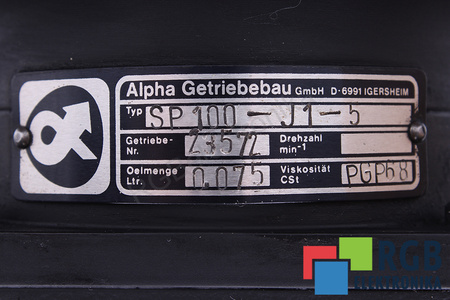 Alpha Getriebebau GmbH D-6991 IGERSHEIM
Typ SP 100-J1-5
Getriebe-Nr. 23572 Drehzahl min-1
Oelmenge Ltr. 0.075 Viskosität CSt PGP68
RGB
ELEKTRONIKA